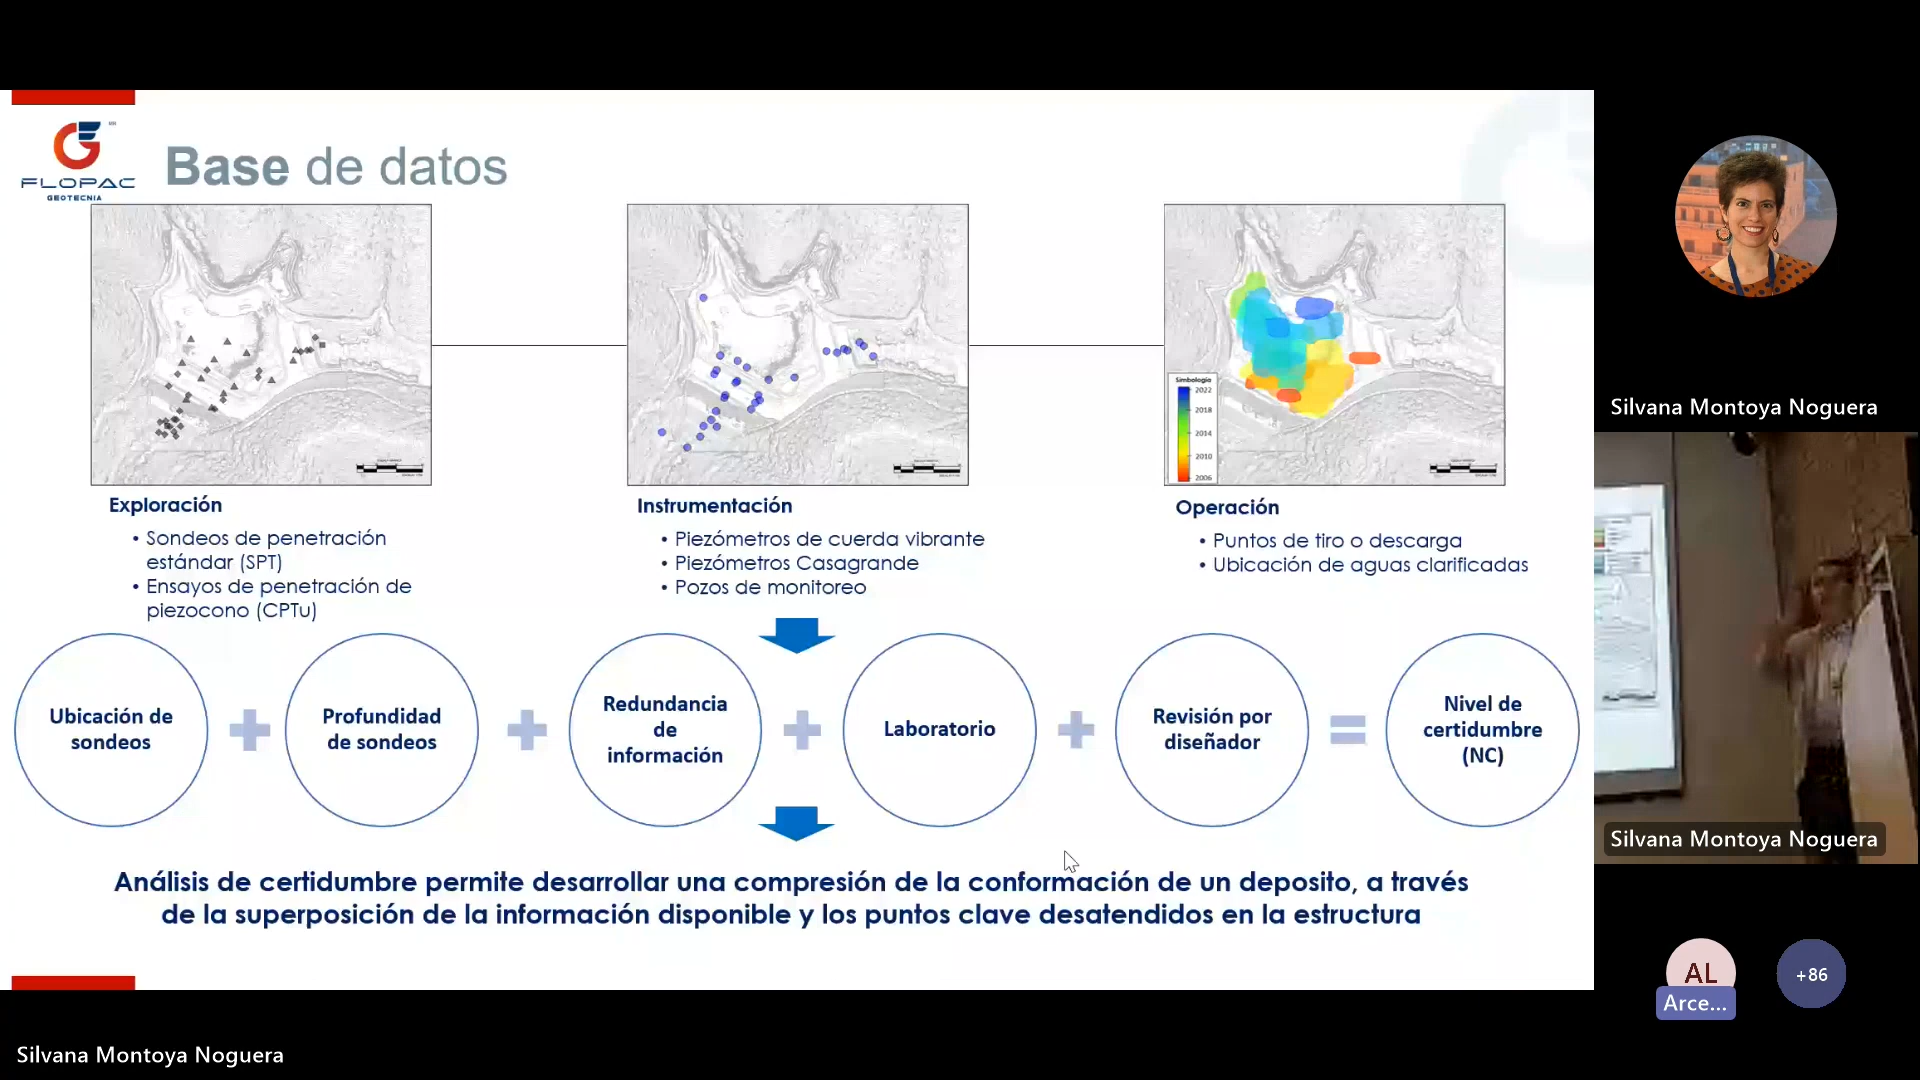 FLOPAC
GEOTECNIA
Base de datos
Exploración
• Sondeos de penetración
estándar (SPT)
• Ensayos de penetración de
piezocono (CPTu)
Instrumentación
• Piezómetros de cuerda vibrante
• Piezómetros Casagrande
• Pozos de monitoreo
Simbología
2022
2018
2014
2010
2006
Operación
• Puntos de tiro o descarga
• Ubicación de aguas clarificadas
Ubicación de
sondeos
Profundidad
de sondeos
Redundancia
de
información
Laboratorio
Revisión por
diseñador
Nivel de
certidumbre
(NC)
Análisis de certidumbre permite desarrollar una compresión de la conformación de un deposito, a través
de la superposición de la información disponible y los puntos clave desatendidos en la estructura
Silvana Montoya Noguera
Silvana Montoya Noguera
AL
Arce...
+86
Silvana Montoya Noguera